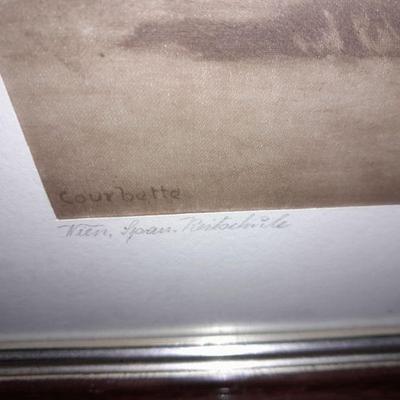 Courbette
Wien. Span. Reitschule